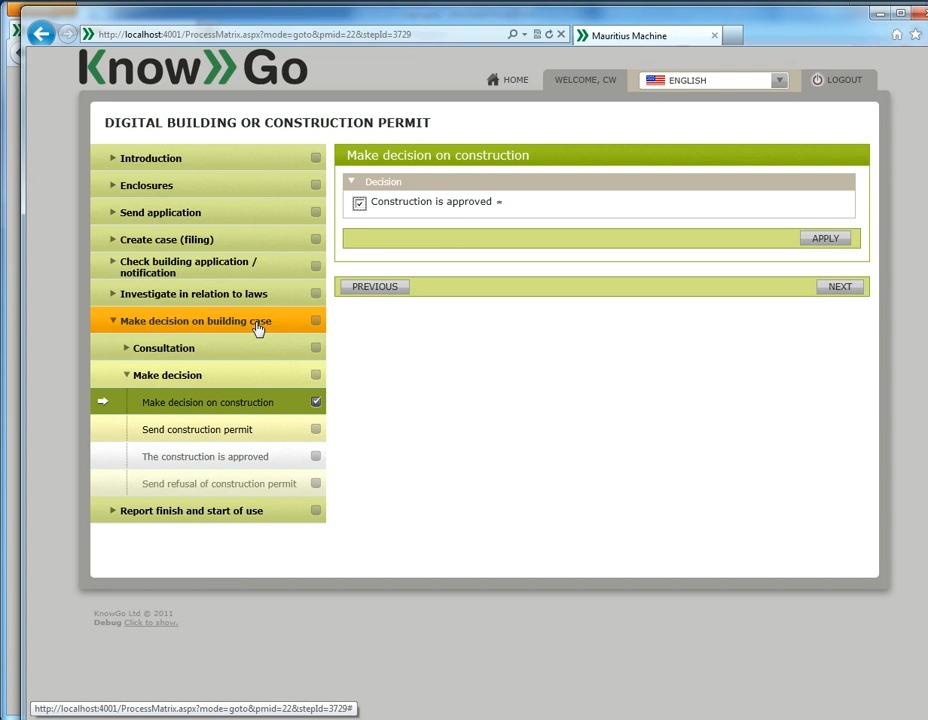 http://localhost:4001/ProcessMatrix.aspx?mode=goto&pmid=22&stepId=3729
Mauritius Machine
Know Go
HOME
WELCOME, CW
ENGLISH
LOGOUT
DIGITAL BUILDING OR CONSTRUCTION PERMIT
Introduction
Enclosures
Send application
Create case (filing)
Check building application /
notification
Investigate in relation to laws
Make decision on building case
Consultation
Make decision
Make decision on construction
Send construction permit
The construction is approved
Send refusal of construction permit
Report finish and start of use
Make decision on construction
Decision
Construction is approved =
APPLY
PREVIOUS
NEXT
KnowGo Ltd © 2011
Debug Click to show.
http://localhost:4001/ProcessMatrix.aspx?mode=goto&pmid=22&stepId=3729#